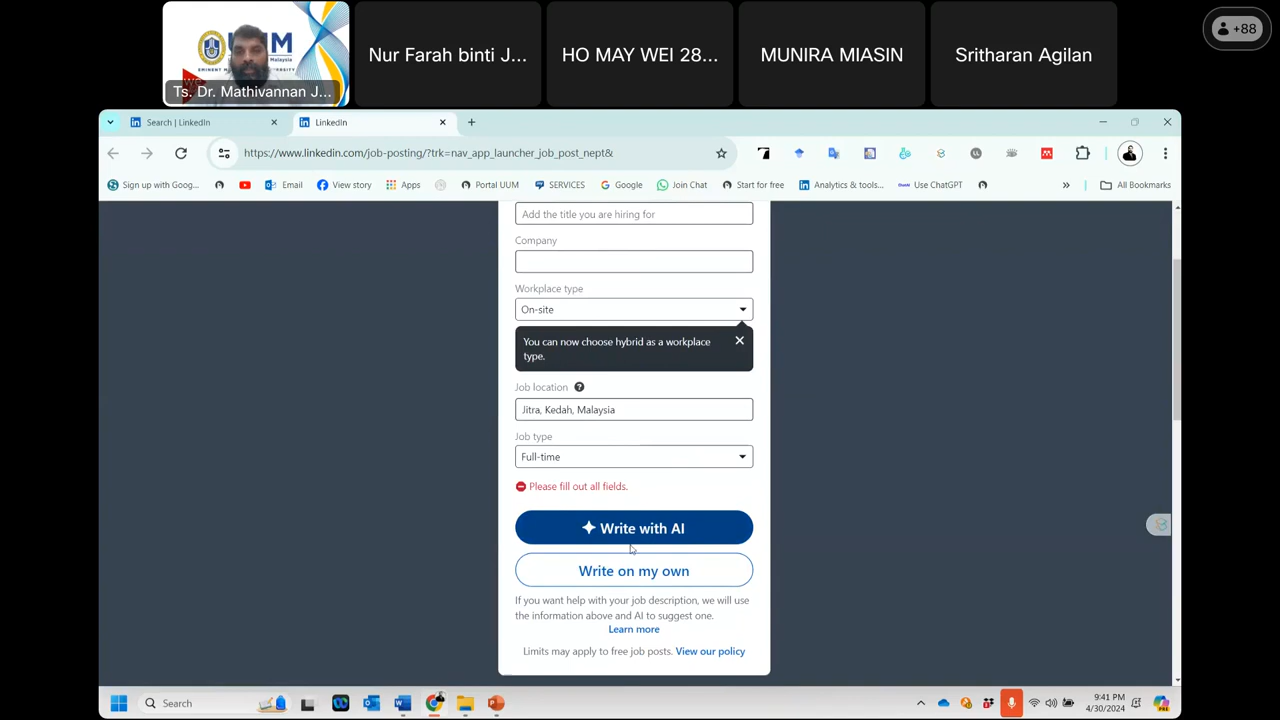 Ts. Dr. Mathivannan J...
Nur Farah binti J...
HO MAY WEI 28...
MUNIRA MIASIN
Sritharan Agilan
+88
Search | LinkedIn
LinkedIn
https://www.linkedin.com/job-posting/?trk=nav_app_launcher_job_post_nept&
Sign up with Goog...
Email
View story
Apps
Portal UUM
SERVICES
Google
Join Chat
Start for free
Analytics & tools...
Use ChatGPT
All Bookmarks
Add the title you are hiring for
Company
Workplace type
On-site
You can now choose hybrid as a workplace
type.
Job location
Jitra, Kedah, Malaysia
Job type
Full-time
Please fill out all fields.
Write with AI
Write on my own
If you want help with your job description, we will use
the information above and AI to suggest one.
Learn more
Limits may apply to free job posts. View our policy
Search
9:41 PM
4/30/2024